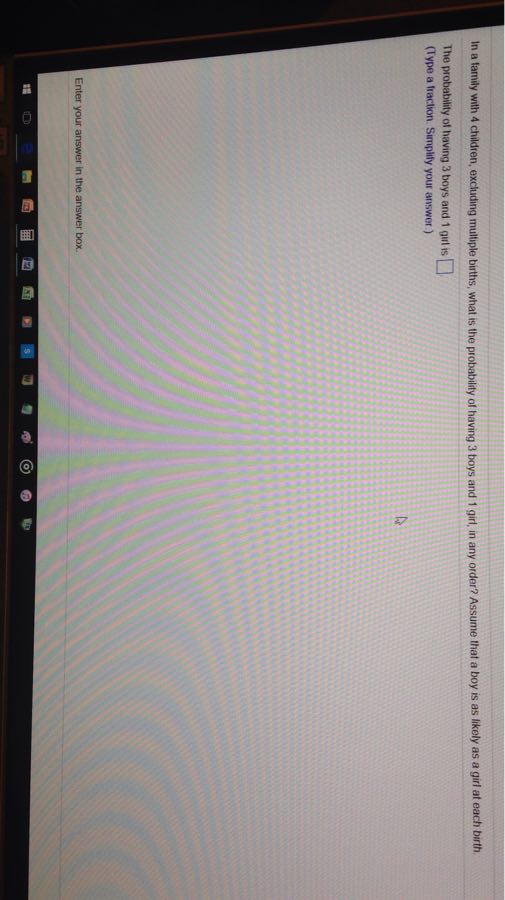 In a family with 4 children, excluding multiple births, what is the probability of having 3 boys and 1 girl, in any order? Assume that a boy is as likely as a girl at each birth.
The probability of having 3 boys and 1 girl is
(Type a fraction. Simplify your answer.)
Enter your answer in the answer box.